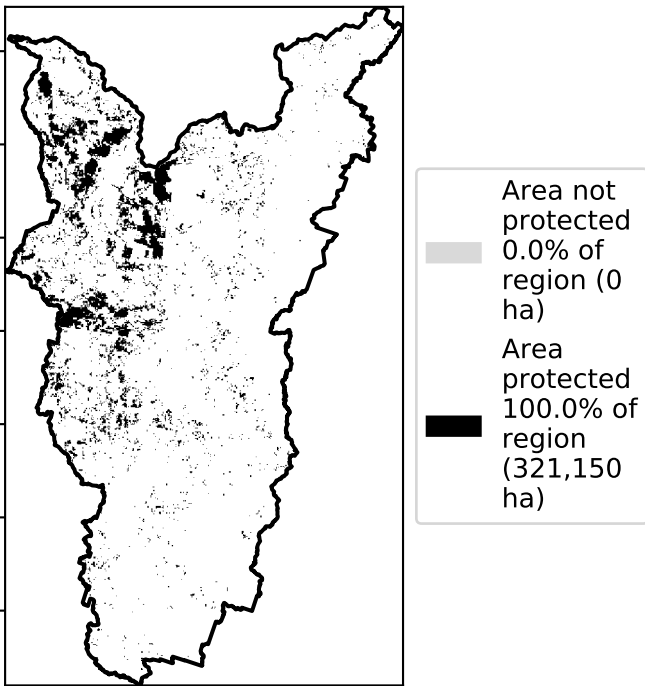 Area not
protected
0.0% of
region (0
ha)
Area
protected
100.0% of
region
(321,150
ha)